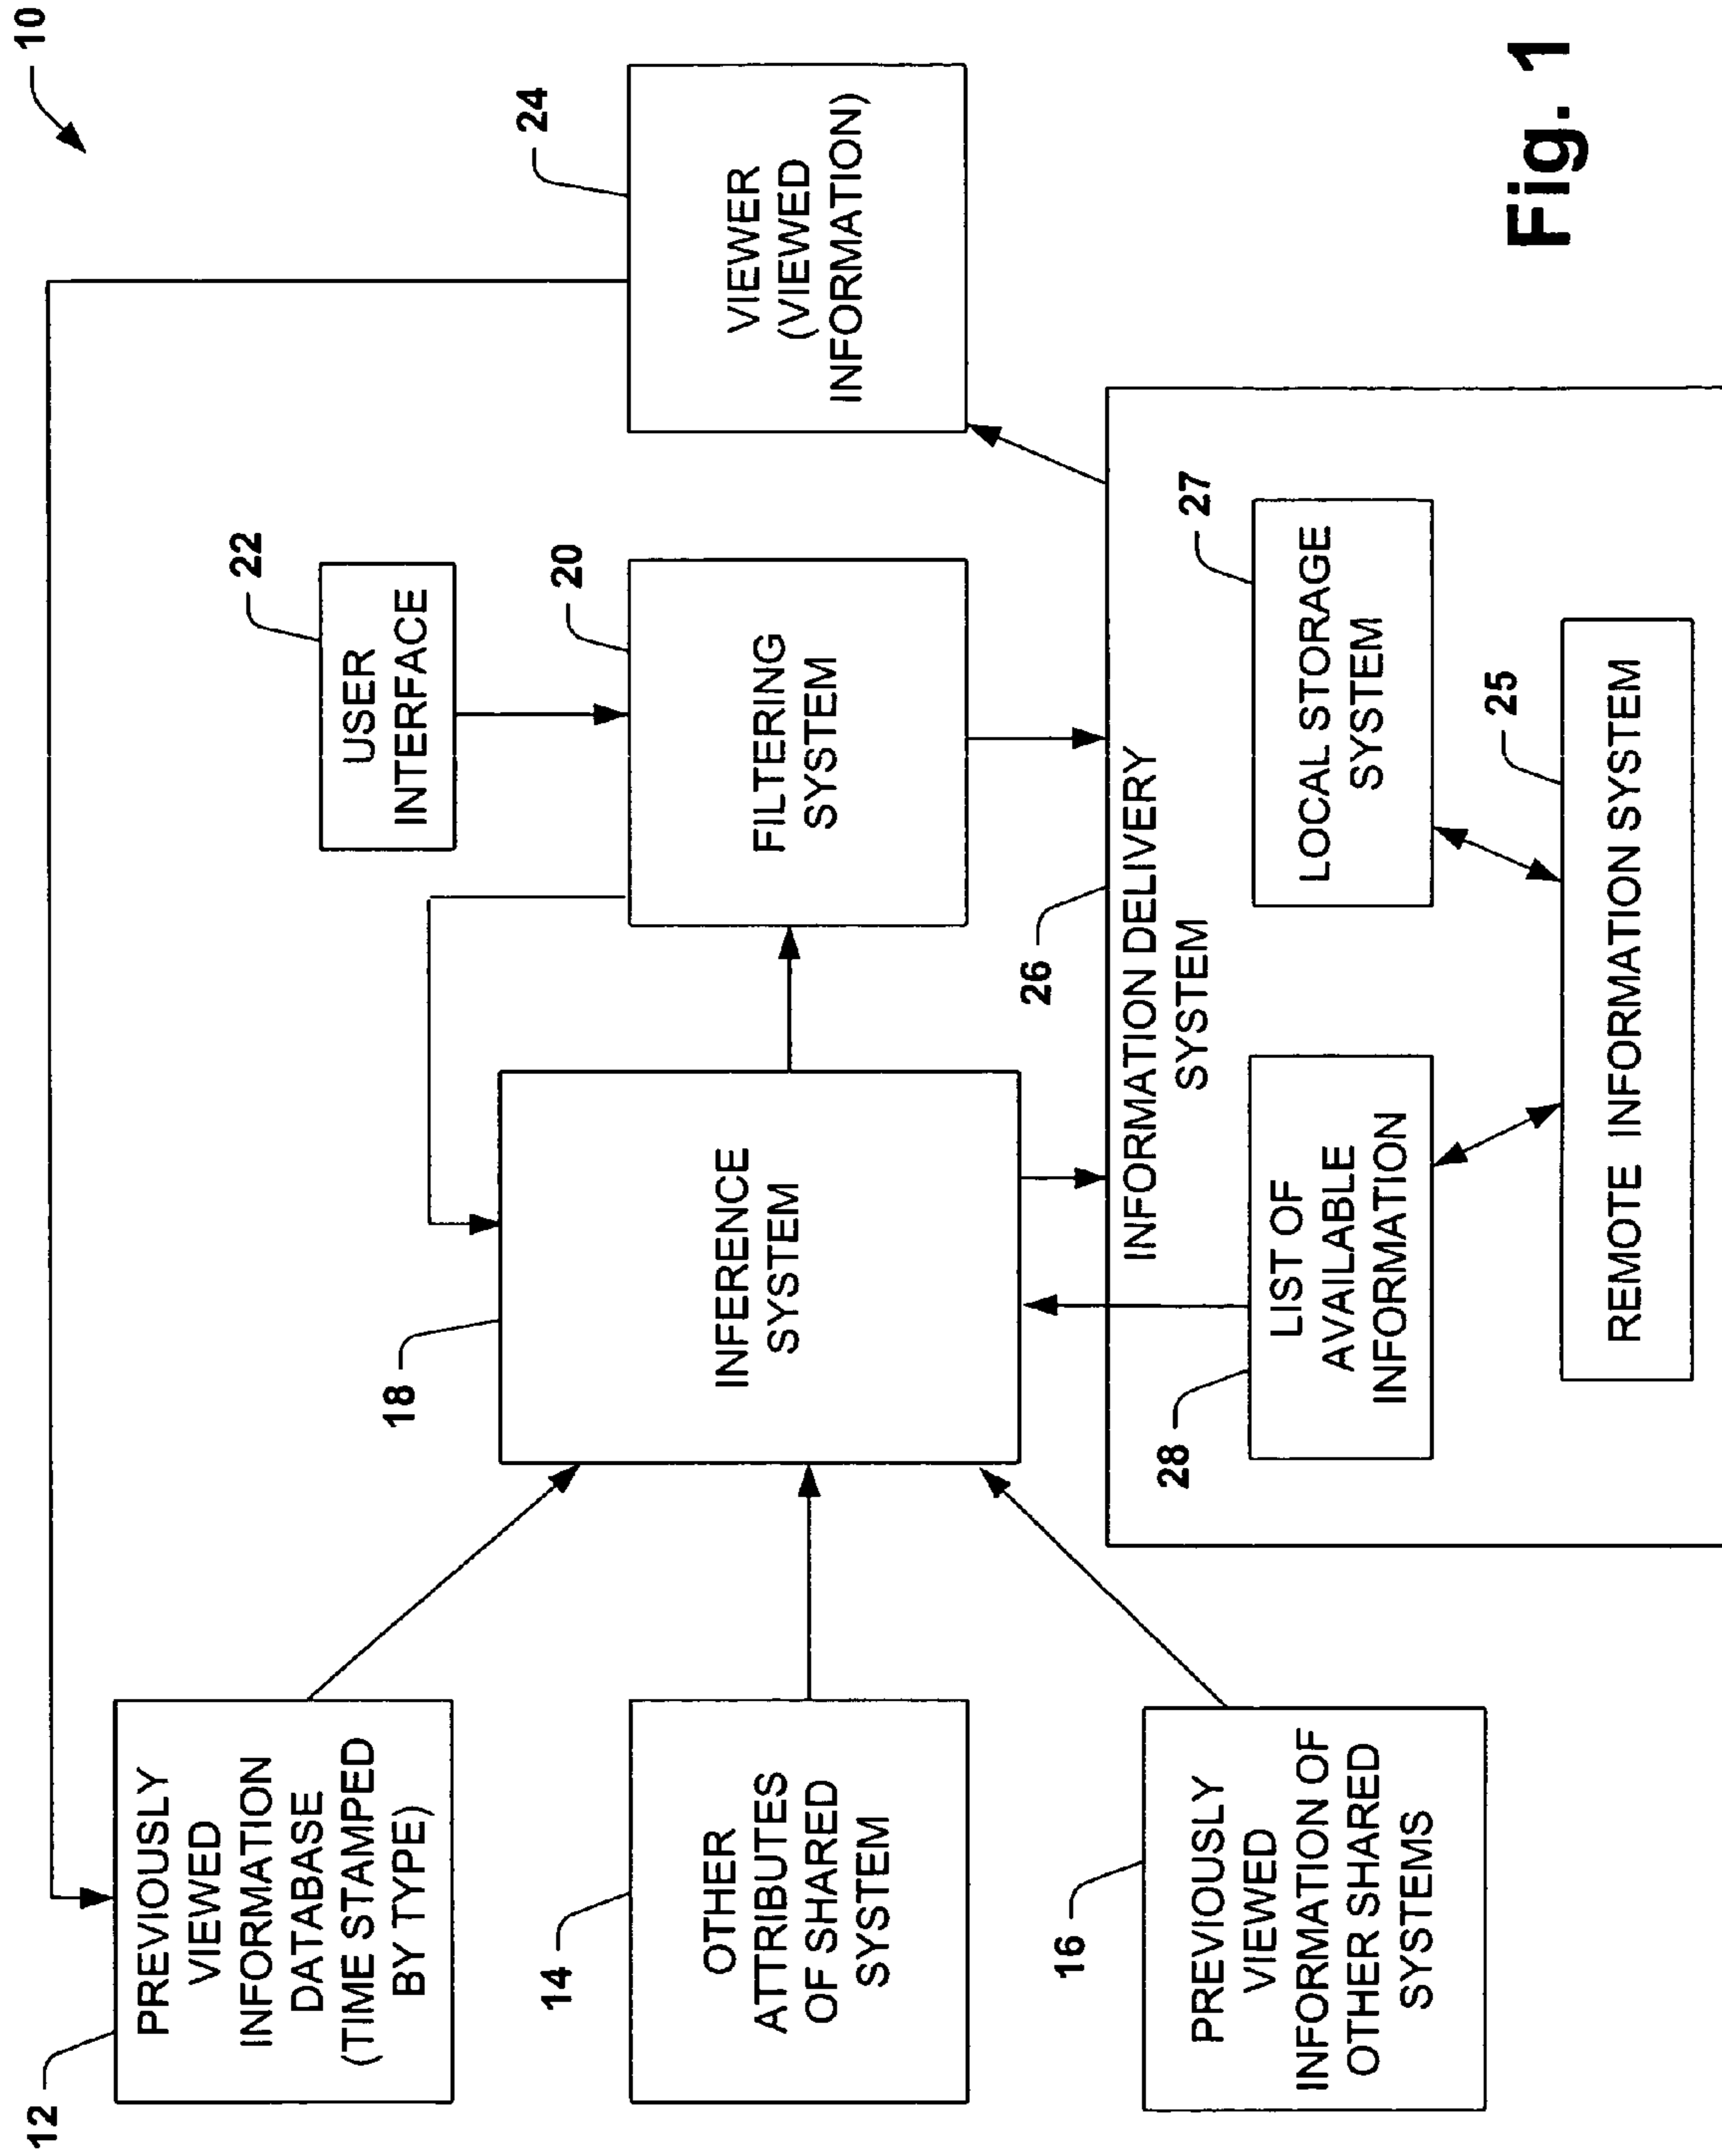 10
12
PREVIOUSLY
VIEWED
INFORMATION
DATABASE
(TIME STAMPED
BY TYPE)
14
OTHER
ATTRIBUTES
OF SHARED
SYSTEM
16
PREVIOUSLY
VIEWED
INFORMATION OF
OTHER SHARED
SYSTEMS
18
INFERENCE
SYSTEM
22
USER
INTERFACE
20
FILTERING
SYSTEM
24
VIEWER
(VIEWED
INFORMATION)
26
INFORMATION DELIVERY
SYSTEM
28
LIST OF
AVAILABLE
INFORMATION
27
LOCAL STORAGE
SYSTEM
25
REMOTE INFORMATION SYSTEM
Fig. 1